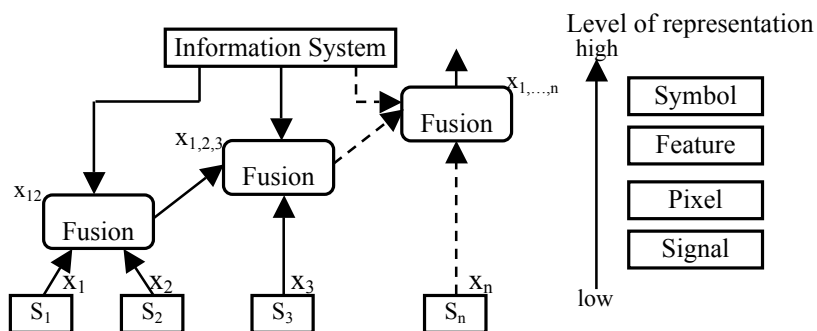 Information System
x₁,…,ₙ
Fusion
x₁,₂,₃
Fusion
x₁₂
Fusion
x₁
x₂
x₃
xₙ
S₁
S₂
S₃
Sₙ
Level of representation
high
Symbol
Feature
Pixel
Signal
low